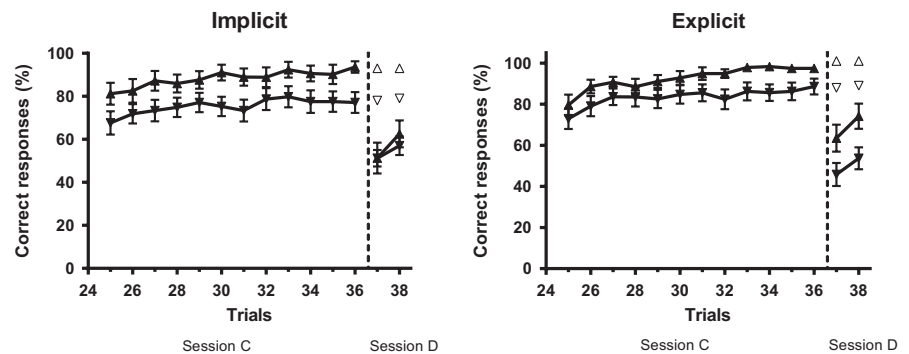 Implicit
Correct responses (%)
100
80
60
40
20
0
24 26 28 30 32 34 36 38
Trials
Session C Session D
Explicit
Correct responses (%)
100
80
60
40
20
0
24 26 28 30 32 34 36 38
Trials
Session C Session D